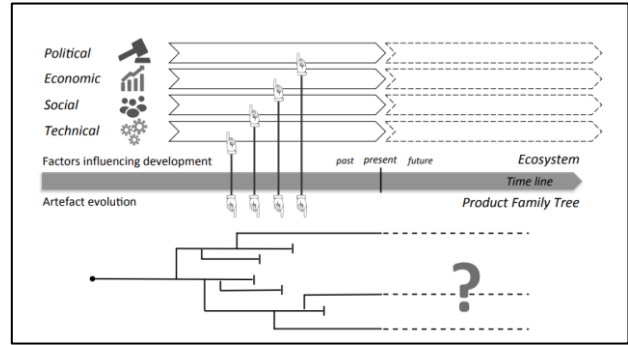 Political
Economic
Social
Technical
Factors influencing development past present future Ecosystem
Time line
Artefact evolution Product Family Tree
?